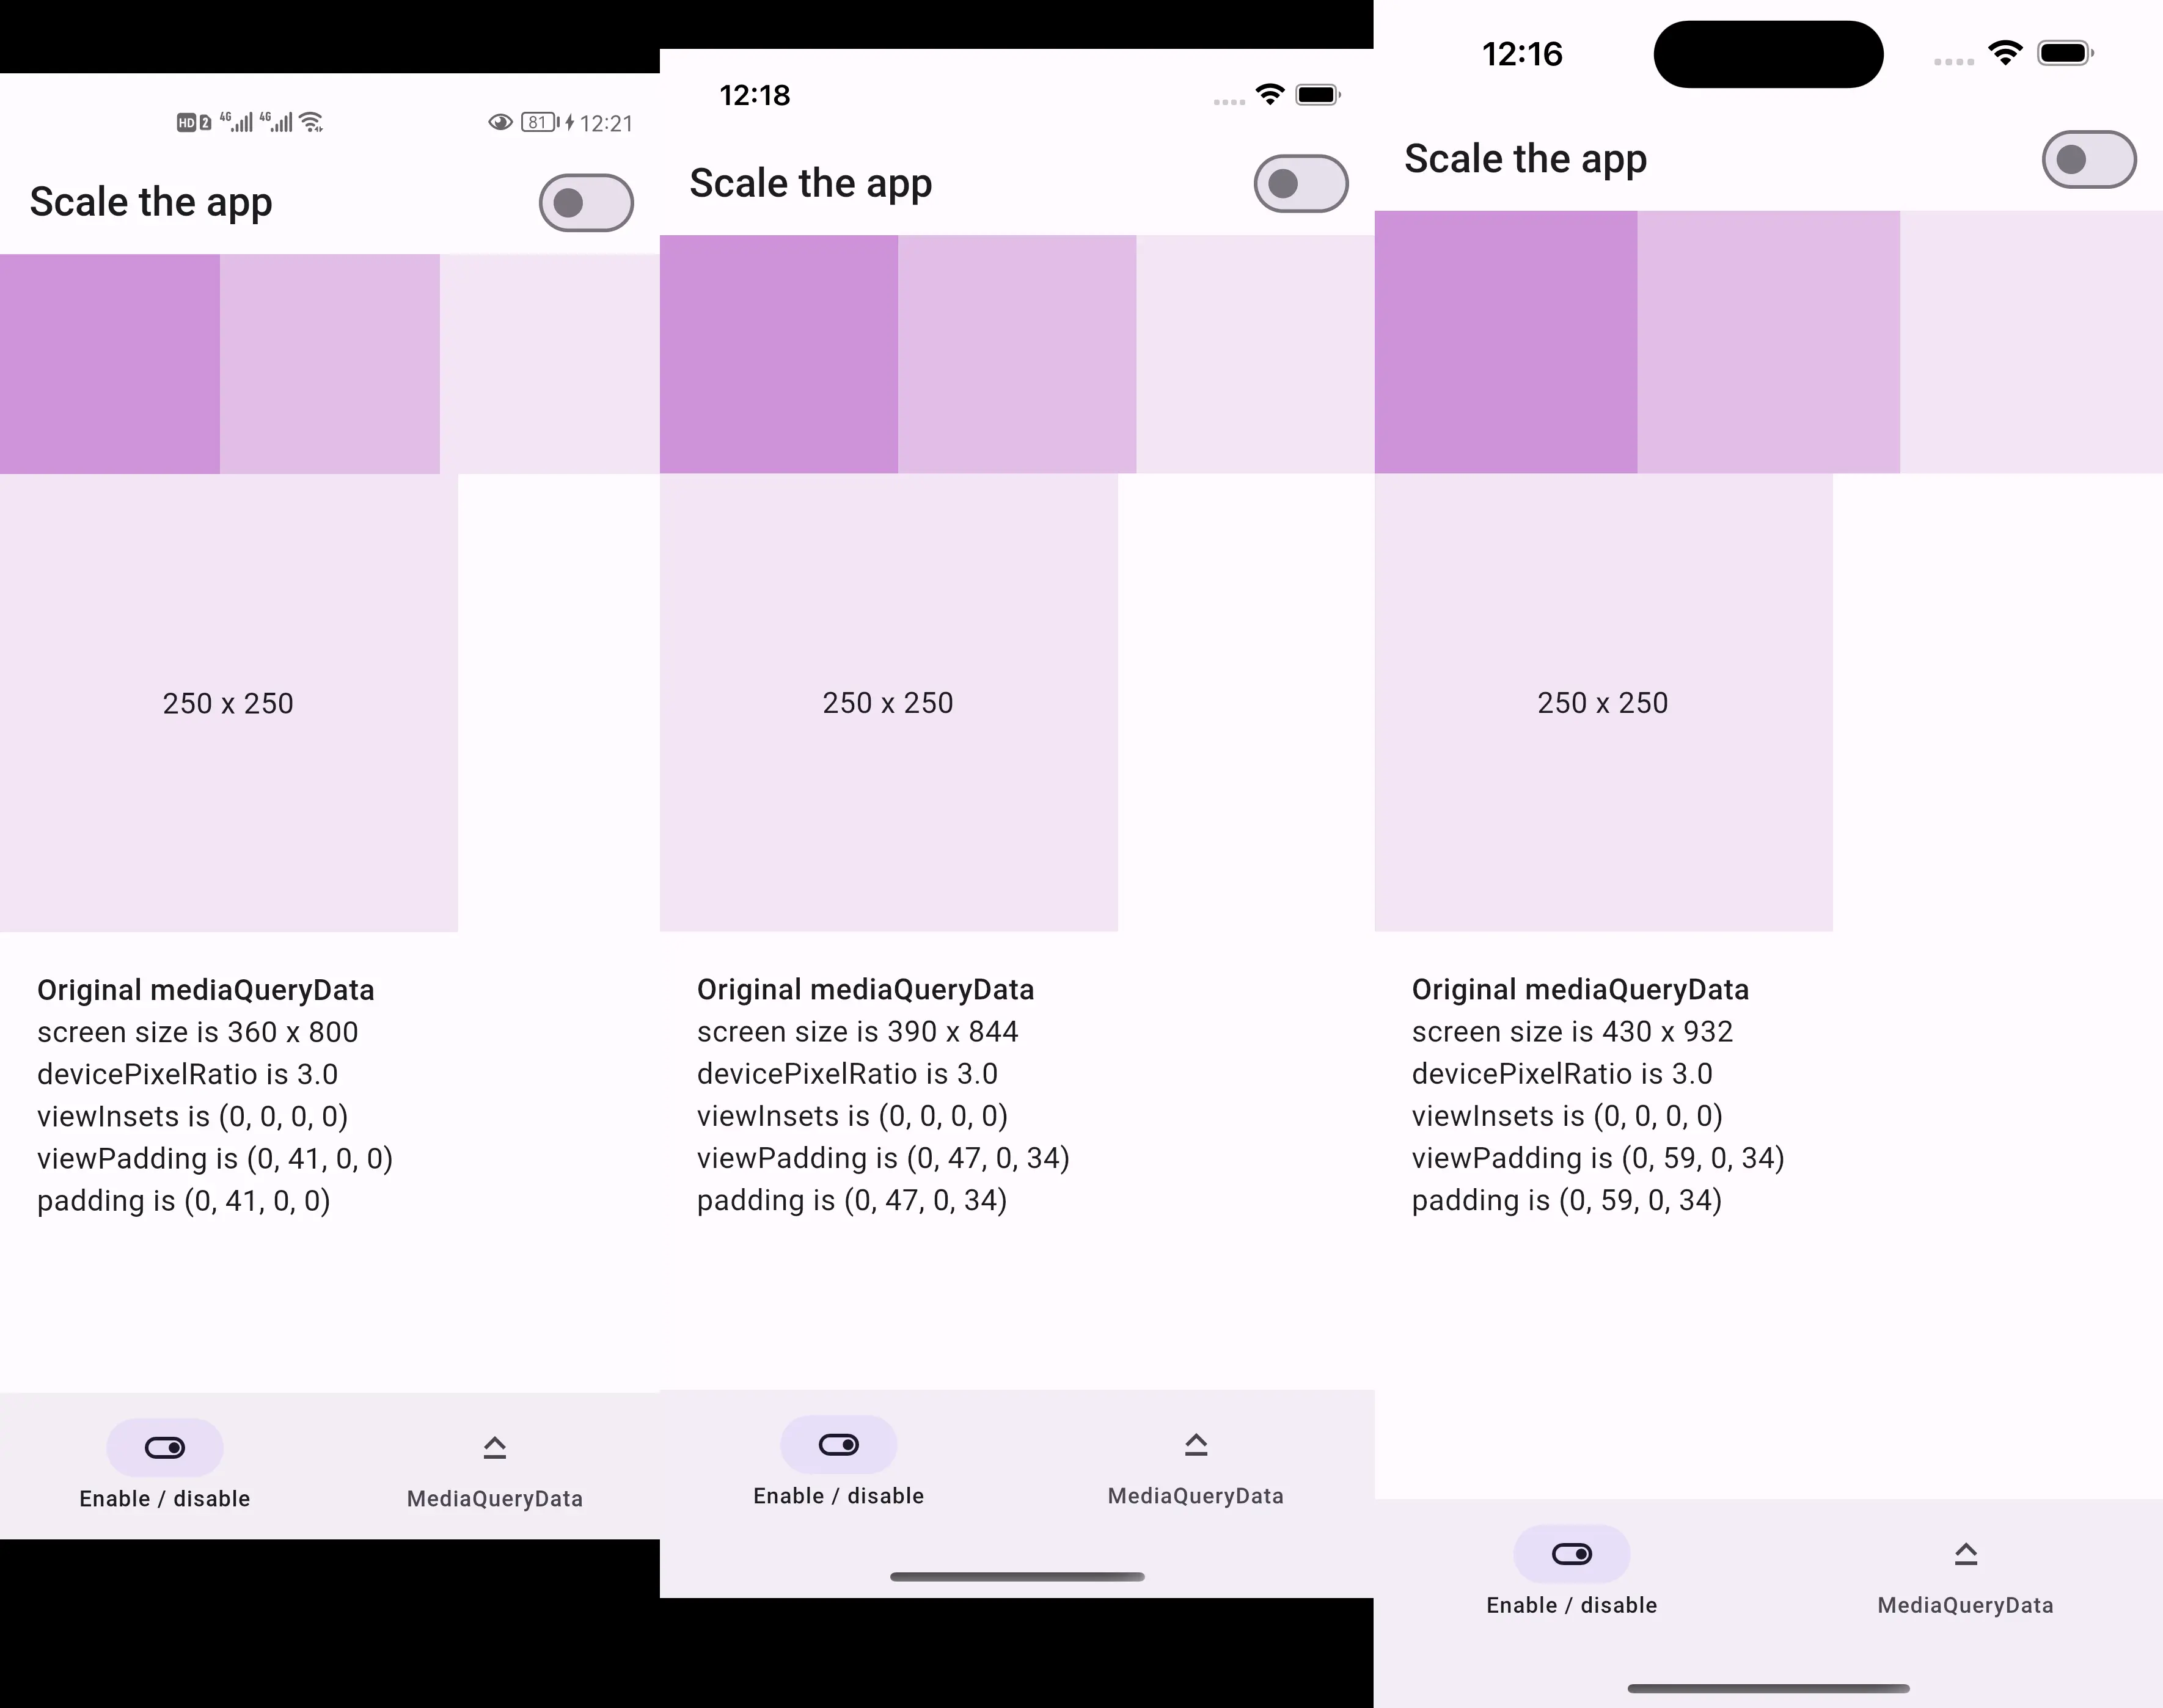 HD 2 4G 4G 81 12:21
Scale the app
250 x 250
Original mediaQueryData
screen size is 360 x 800
devicePixelRatio is 3.0
viewInsets is (0, 0, 0, 0)
viewPadding is (0, 41, 0, 0)
padding is (0, 41, 0, 0)
Enable / disable
MediaQueryData
12:18
Scale the app
250 x 250
Original mediaQueryData
screen size is 390 x 844
devicePixelRatio is 3.0
viewInsets is (0, 0, 0, 0)
viewPadding is (0, 47, 0, 34)
padding is (0, 47, 0, 34)
Enable / disable
MediaQueryData
12:16
Scale the app
250 x 250
Original mediaQueryData
screen size is 430 x 932
devicePixelRatio is 3.0
viewInsets is (0, 0, 0, 0)
viewPadding is (0, 59, 0, 34)
padding is (0, 59, 0, 34)
Enable / disable
MediaQueryData